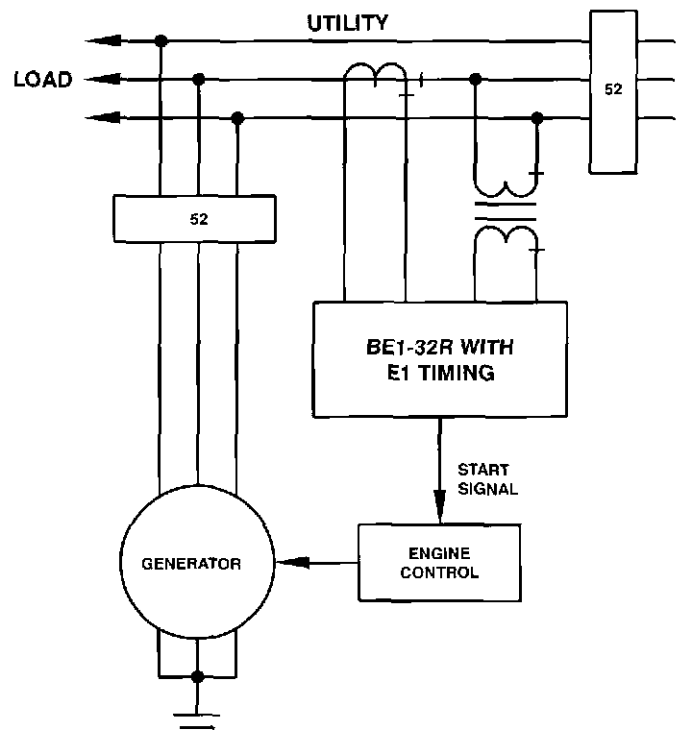 UTILITY
LOAD
52
52
BE1-32R WITH
E1 TIMING
START
SIGNAL
GENERATOR
ENGINE
CONTROL